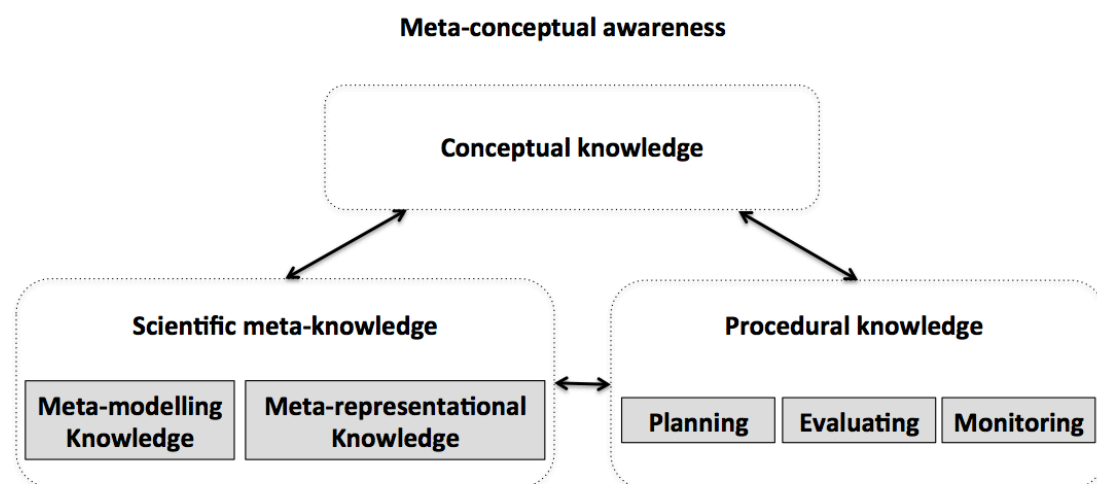 Meta-conceptual awareness
Conceptual knowledge
Scientific meta-knowledge
Meta-modelling
Knowledge
Meta-representational
Knowledge
Procedural knowledge
Planning
Evaluating
Monitoring